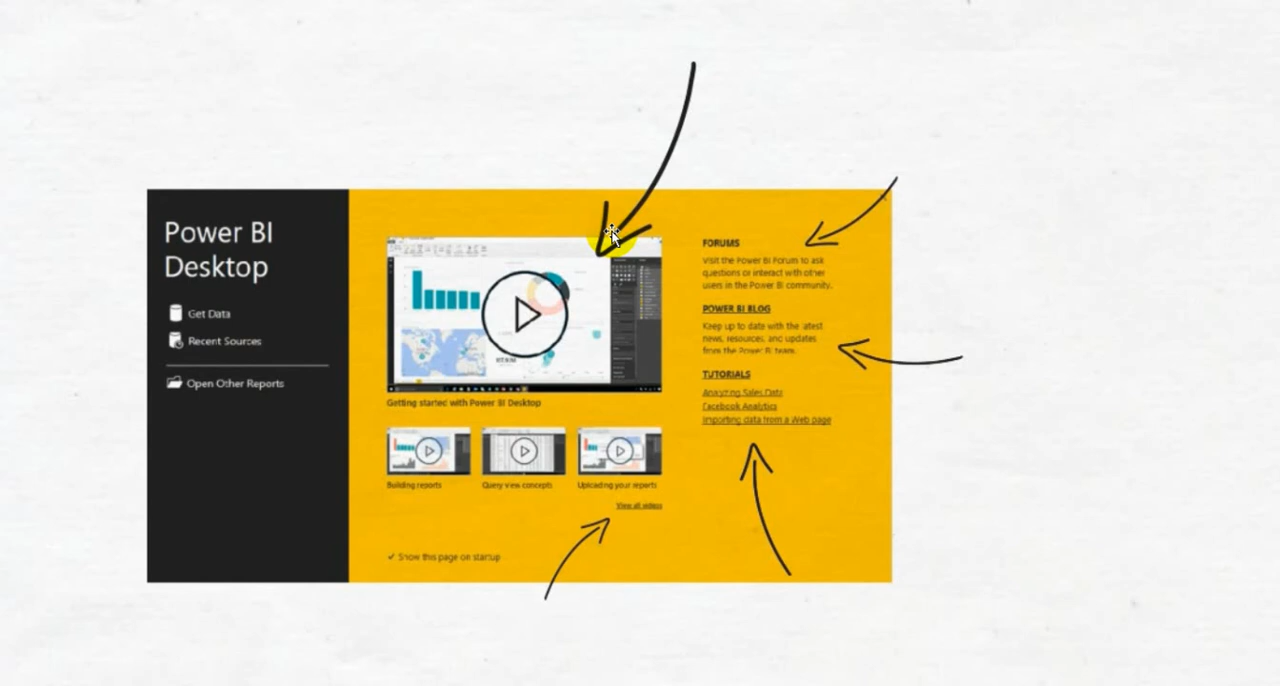 Power BI
Desktop
Get Data
Recent Sources
Open Other Reports
Getting started with Power BI Desktop
Building reports
Query view concepts
Uploading your reports
View all videos
✓ Show this page on startup
FORUMS
Visit the Power BI Forum to ask
questions or interact with other
users in the Power BI community.
POWER BI BLOG
Keep up to date with the latest
news, resources, and updates
from the Power BI team.
TUTORIALS
Analyzing Sales Data
Facebook Analytics
Importing data from a Web page